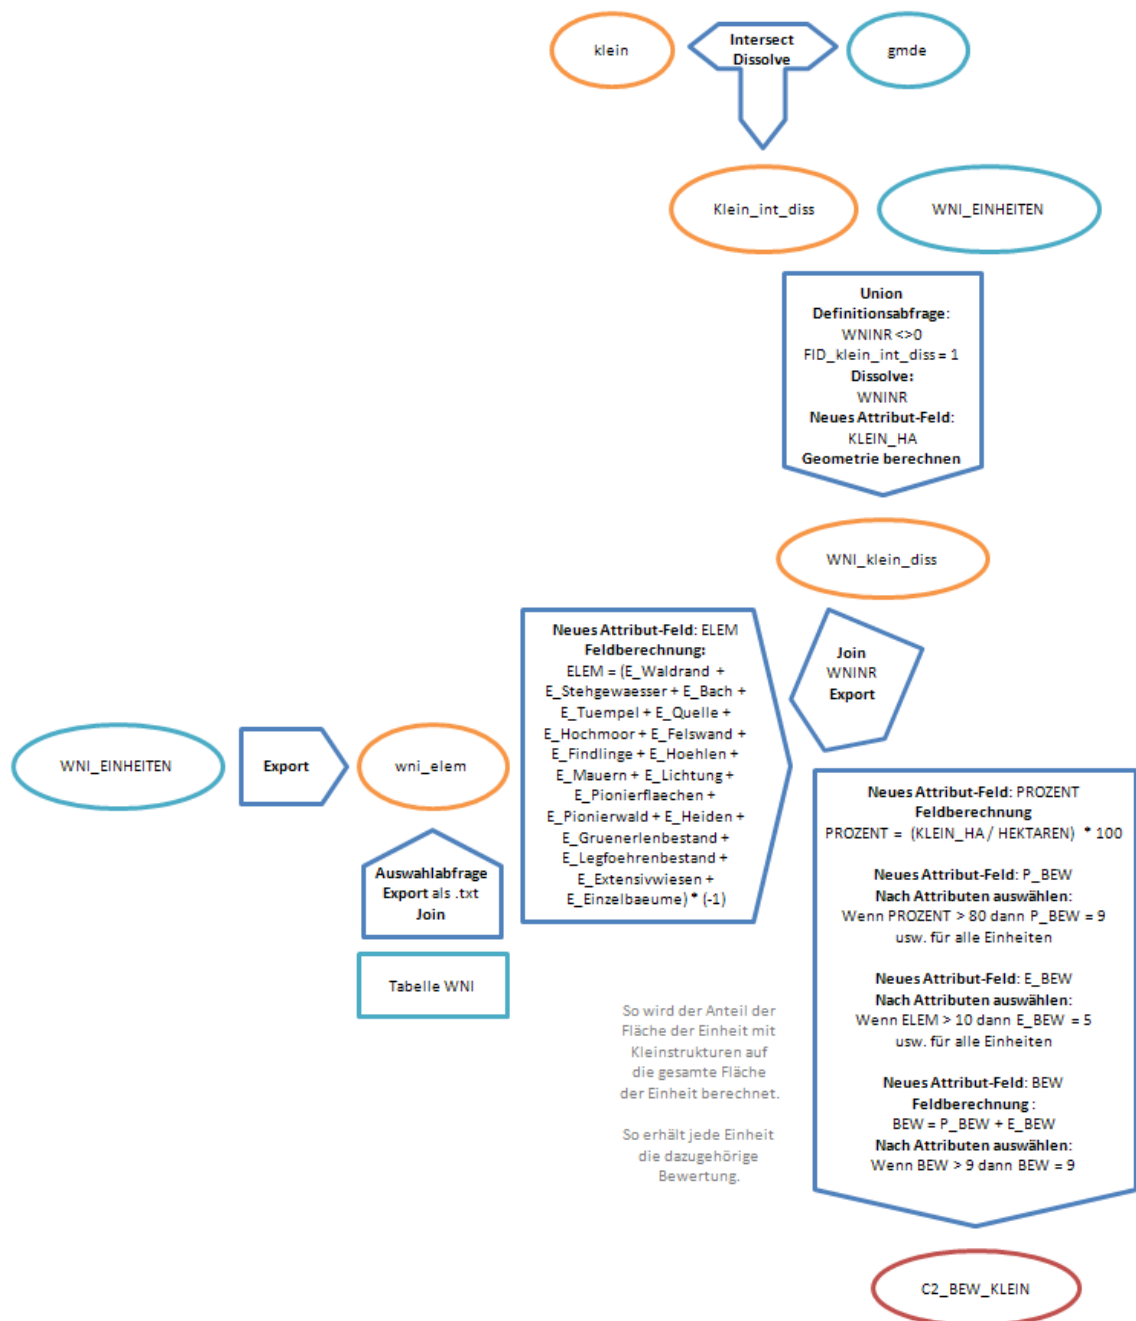 klein
Intersect
Dissolve
gmde
Klein_int_diss
WNI_EINHEITEN
Union
Definitionsabfrage:
WNINR <>0
FID_klein_int_diss = 1
Dissolve:
WNINR
Neues Attribut-Feld:
KLEIN_HA
Geometrie berechnen
WNI_klein_diss
Neues Attribut-Feld: ELEM
Feldberechnung:
ELEM = (E_Waldrand +
E_Stehgewaesser + E_Bach +
E_Tuempel + E_Quelle +
E_Hochmoor + E_Felswand +
E_Findlinge + E_Hoehlen +
E_Mauern + E_Lichtung +
E_Pionierflaechen +
E_Pionierwald + E_Heiden +
E_Gruenerlenbestand +
E_Legfoehrenbestand +
E_Extensivwiesen +
E_Einzelbaeume) * (-1)
Join
WNINR
Export
WNI_EINHEITEN
Export
wni_elem
Auswahlabfrage
Export als .txt
Join
Tabelle WNI
Neues Attribut-Feld: PROZENT
Feldberechnung
PROZENT = (KLEIN_HA / HEKTAREN) * 100
Neues Attribut-Feld: P_BEW
Nach Attributen auswählen:
Wenn PROZENT > 80 dann P_BEW = 9
usw. für alle Einheiten
Neues Attribut-Feld: E_BEW
Nach Attributen auswählen:
Wenn ELEM > 10 dann E_BEW = 5
usw. für alle Einheiten
Neues Attribut-Feld: BEW
Feldberechnung :
BEW = P_BEW + E_BEW
Nach Attributen auswählen:
Wenn BEW > 9 dann BEW = 9
So wird der Anteil der
Fläche der Einheit mit
Kleinstrukturen auf
die gesamte Fläche
der Einheit berechnet.
So erhält jede Einheit
die dazugehörige
Bewertung.
C2_BEW_KLEIN